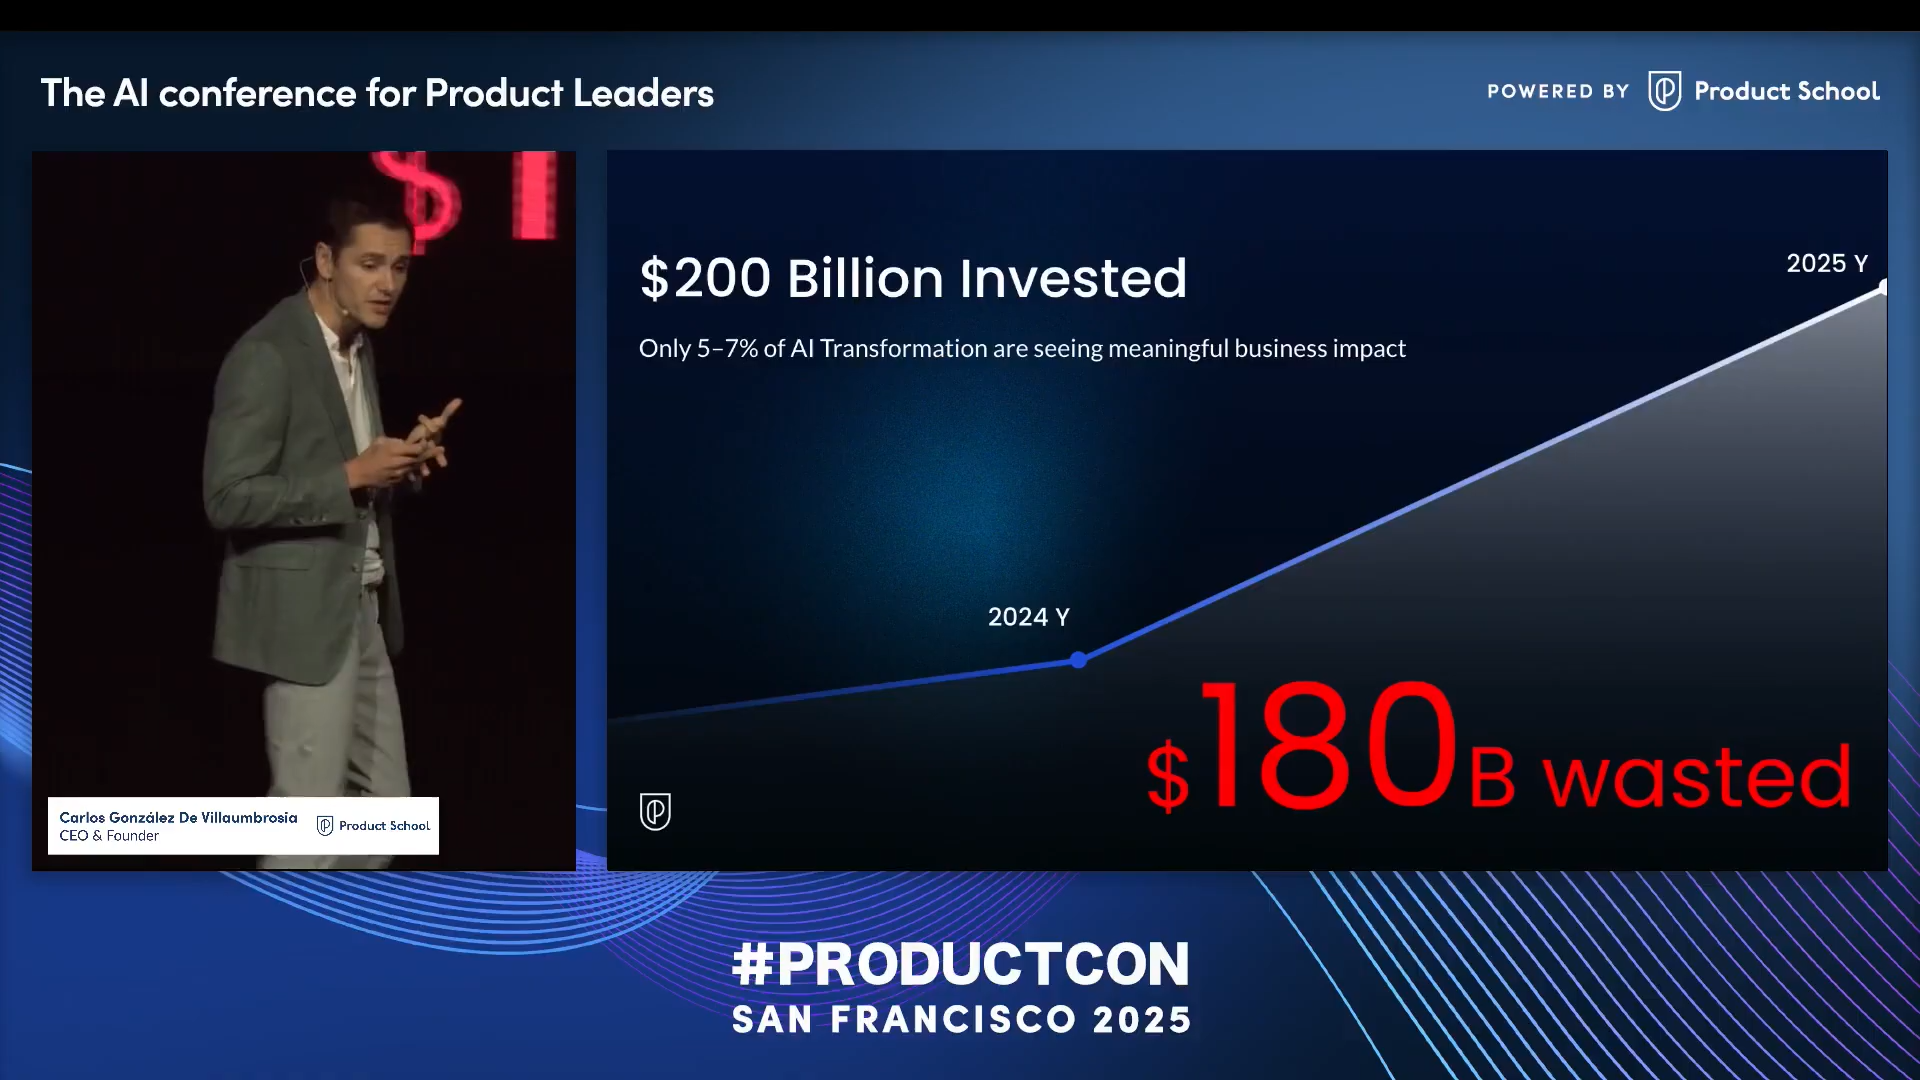 The AI conference for Product Leaders
POWERED BY Product School
$1
$200 Billion Invested
Only 5–7% of AI Transformation are seeing meaningful business impact
2025 Y
2024 Y
$180B wasted
Carlos González De Villaumbrosia
CEO & Founder
Product School
#PRODUCTCON
SAN FRANCISCO 2025